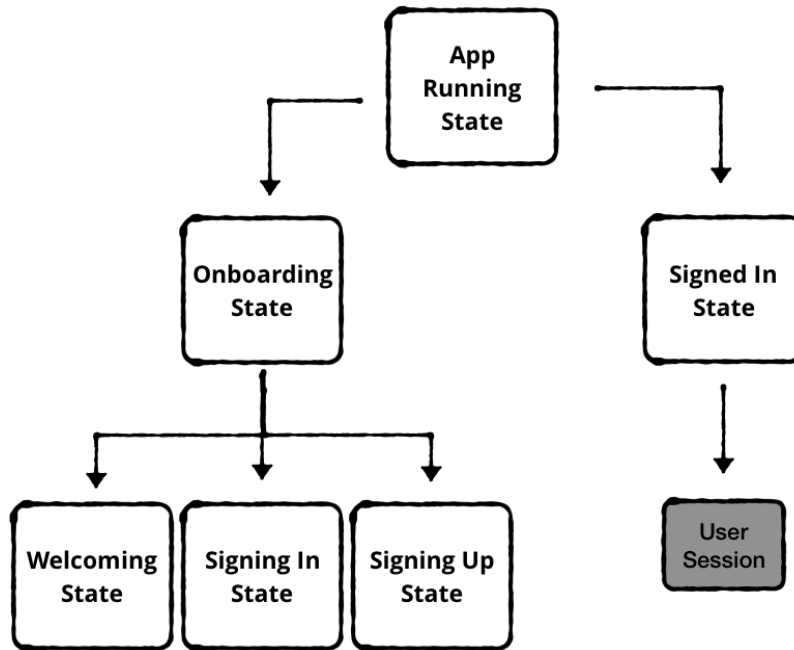 App
Running
State
Onboarding
State
Signed In
State
Welcoming
State
Signing In
State
Signing Up
State
User
Session